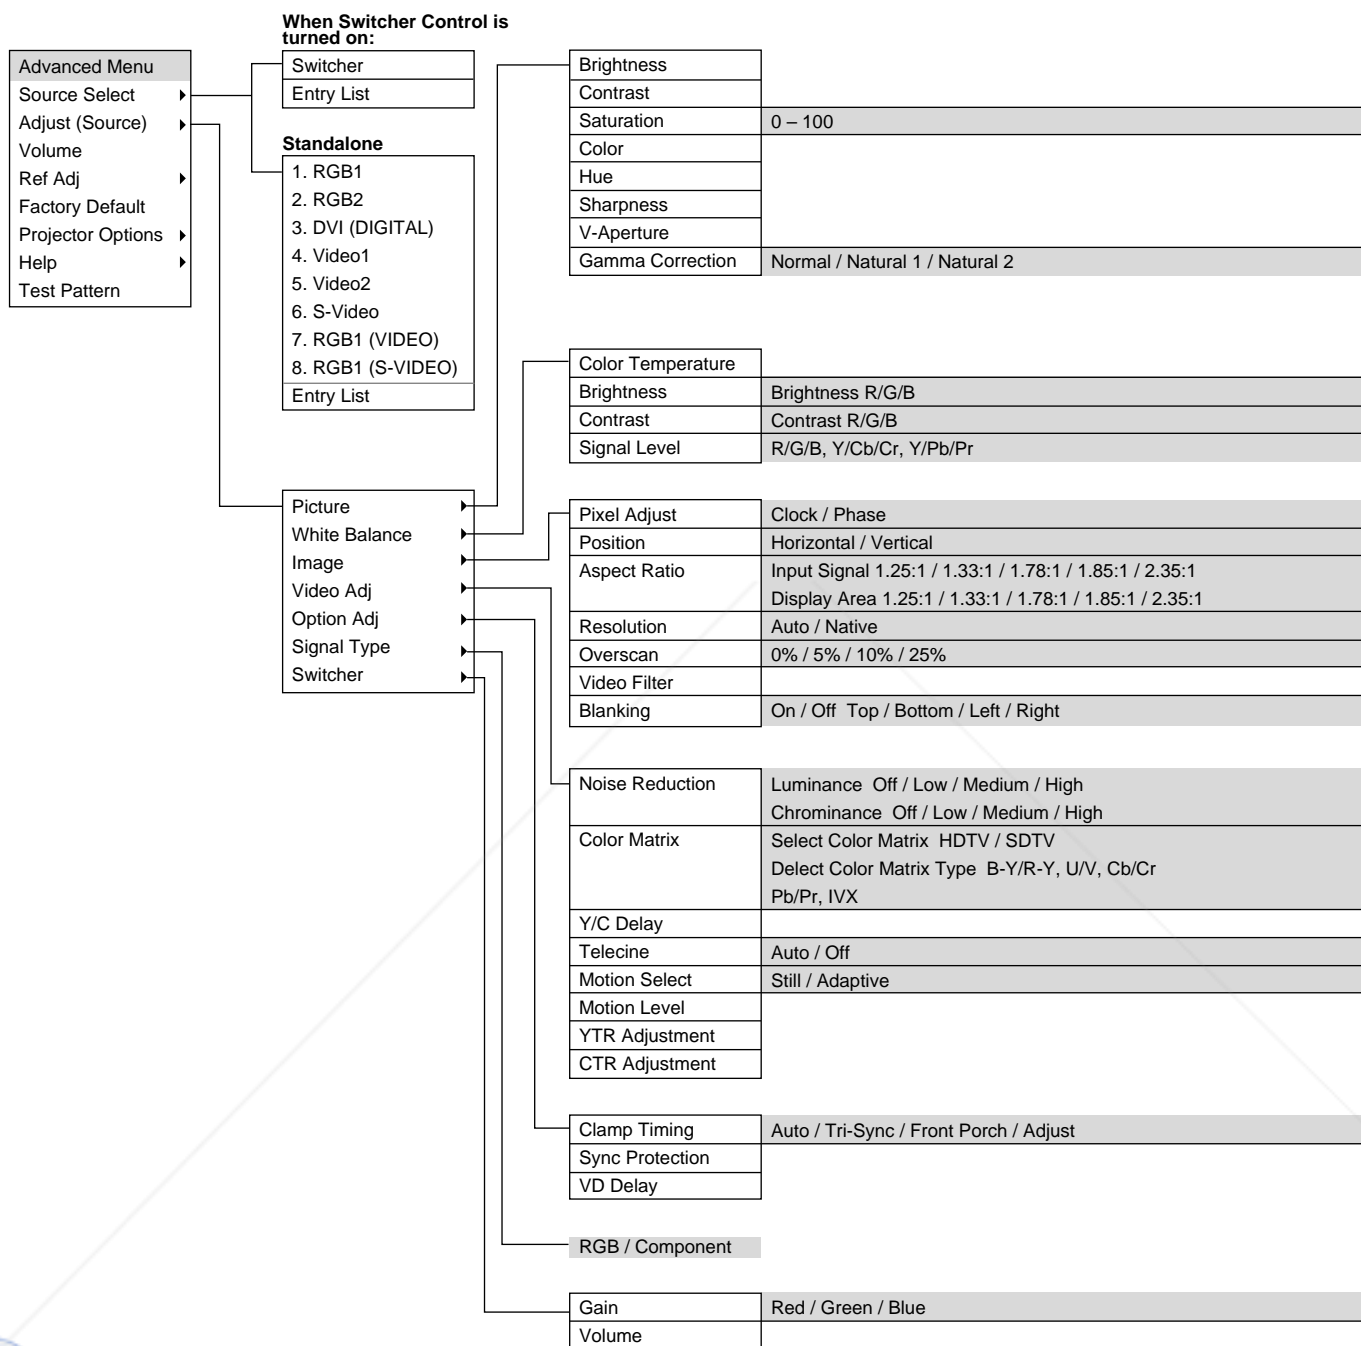 When Switcher Control is
turned on:
Advanced Menu
Source Select
Adjust (Source)
Volume
Ref Adj
Factory Default
Projector Options
Help
Test Pattern
Switcher
Entry List
Standalone
1. RGB1
2. RGB2
3. DVI (DIGITAL)
4. Video1
5. Video2
6. S-Video
7. RGB1 (VIDEO)
8. RGB1 (S-VIDEO)
Entry List
Picture
White Balance
Image
Video Adj
Option Adj
Signal Type
Switcher
Brightness
Contrast
Saturation 0 – 100
Color
Hue
Sharpness
V-Aperture
Gamma Correction Normal / Natural 1 / Natural 2
Color Temperature
Brightness Brightness R/G/B
Contrast Contrast R/G/B
Signal Level R/G/B, Y/Cb/Cr, Y/Pb/Pr
Pixel Adjust Clock / Phase
Position Horizontal / Vertical
Aspect Ratio Input Signal 1.25:1 / 1.33:1 / 1.78:1 / 1.85:1 / 2.35:1
Display Area 1.25:1 / 1.33:1 / 1.78:1 / 1.85:1 / 2.35:1
Resolution Auto / Native
Overscan 0% / 5% / 10% / 25%
Video Filter
Blanking On / Off Top / Bottom / Left / Right
Noise Reduction Luminance Off / Low / Medium / High
Chrominance Off / Low / Medium / High
Color Matrix Select Color Matrix HDTV / SDTV
Delect Color Matrix Type B-Y/R-Y, U/V, Cb/Cr
Pb/Pr, IVX
Y/C Delay
Telecine Auto / Off
Motion Select Still / Adaptive
Motion Level
YTR Adjustment
CTR Adjustment
Clamp Timing Auto / Tri-Sync / Front Porch / Adjust
Sync Protection
VD Delay
RGB / Component
Gain Red / Green / Blue
Volume